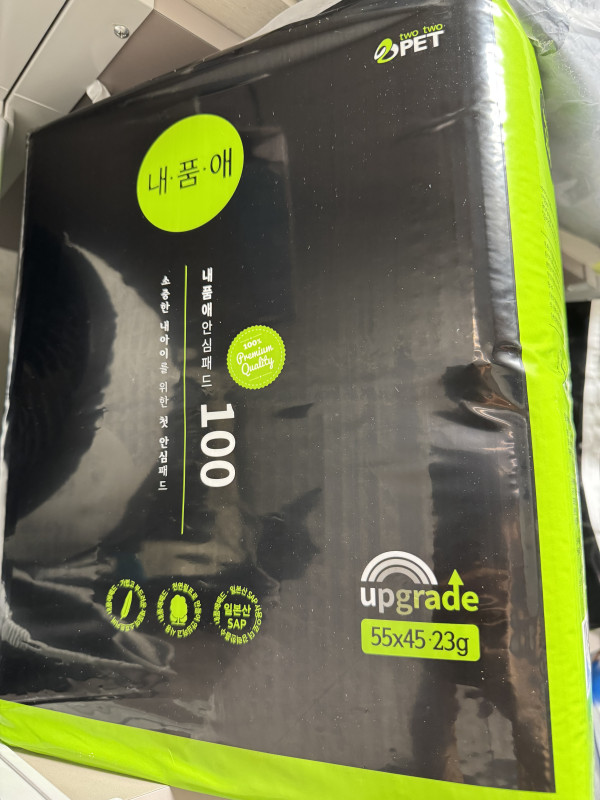 two two
PET
내·품·애
내품애안심패드 100
소중한 내아이를 위한 첫 안심패드
100%
Premium
Quality
일본산
SAP
upgrade
55x45·23g